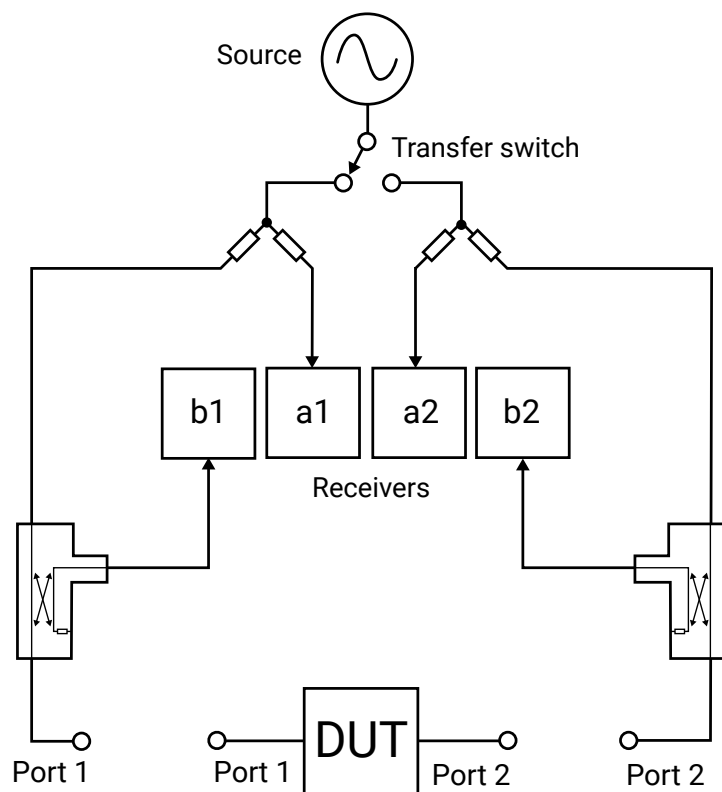 Source
Transfer switch
b1
a1
a2
b2
Receivers
DUT
Port 1
Port 1
Port 2
Port 2